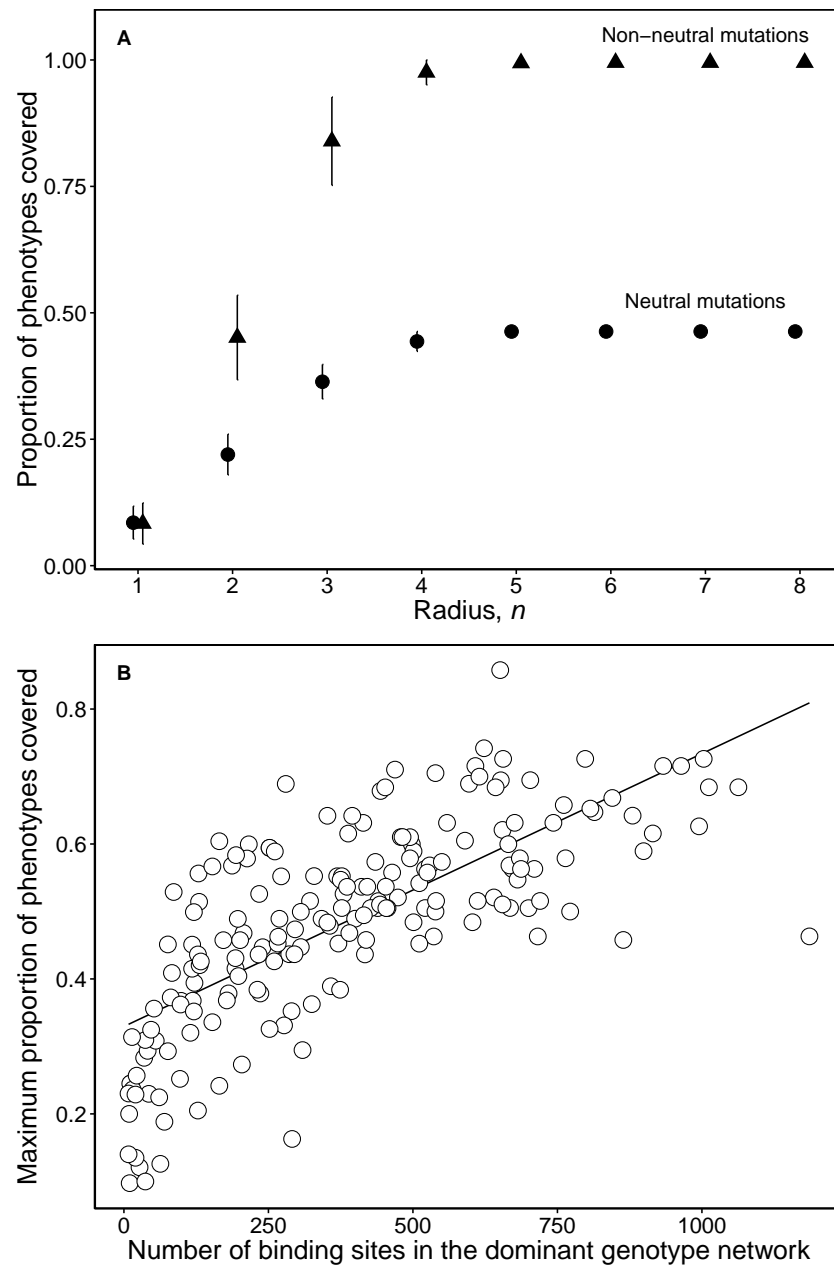 A
Non−neutral mutations
1.00
0.75
Neutral mutations
0.50
0.25
0.00
Proportion of phenotypes covered
1 2 3 4 5 6 7 8
Radius, n
B
0.8
0.6
0.4
0.2
Maximum proportion of phenotypes covered
0 250 500 750 1000
Number of binding sites in the dominant genotype network